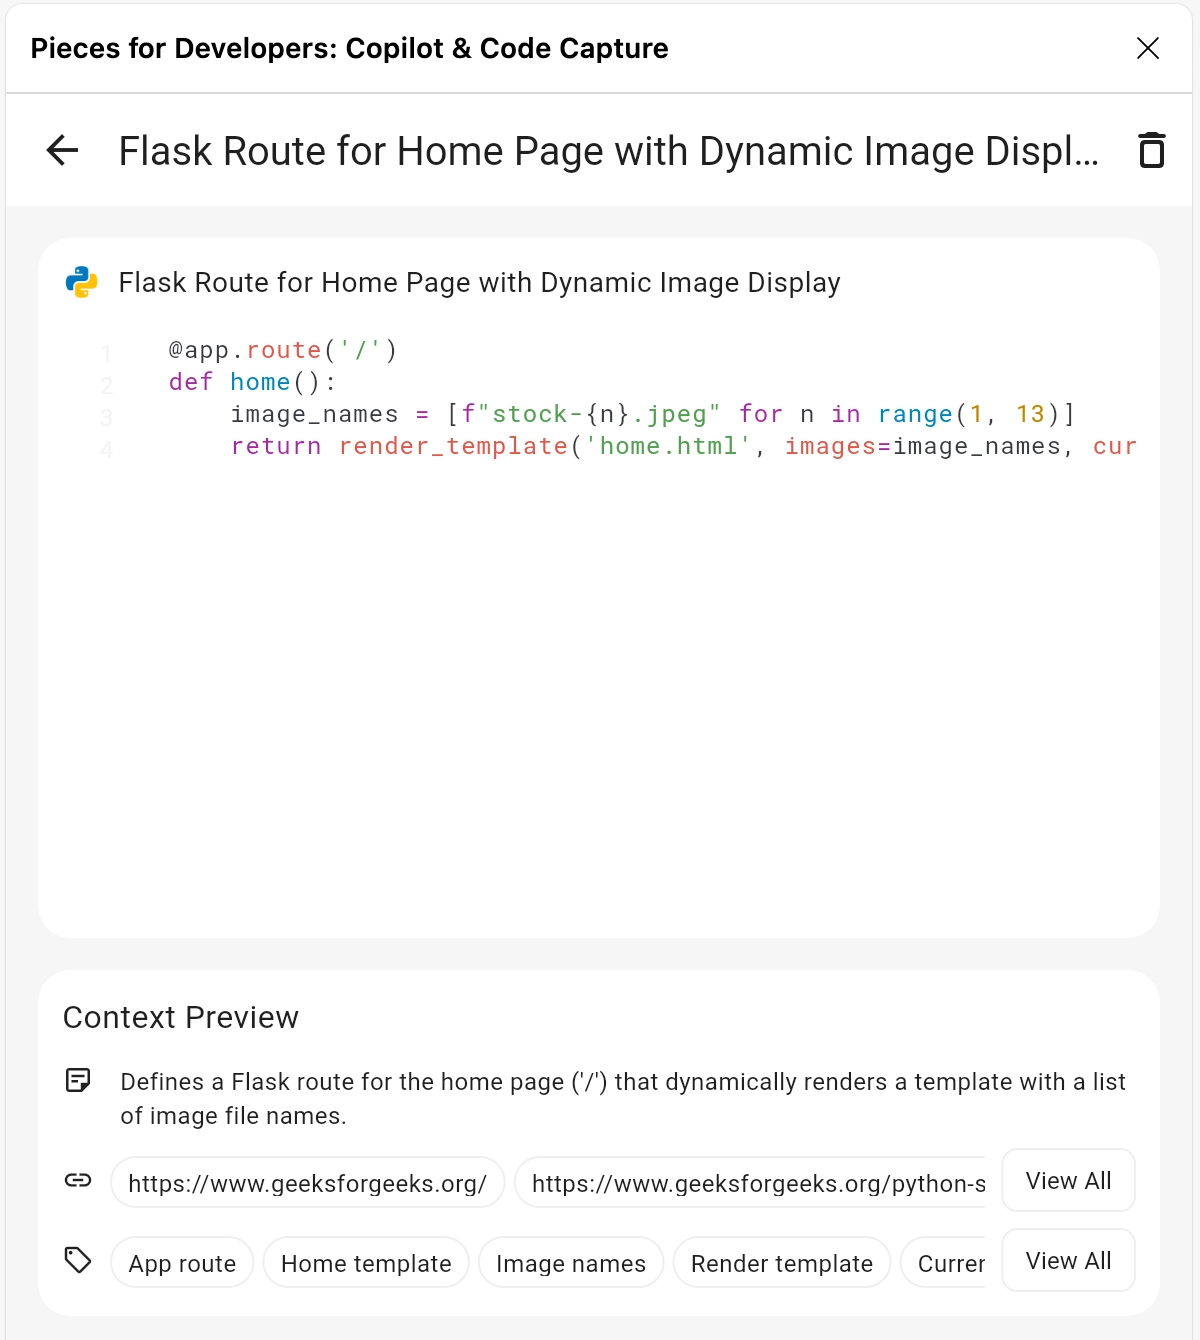 Pieces for Developers: Copilot & Code Capture
Flask Route for Home Page with Dynamic Image Displ...
Flask Route for Home Page with Dynamic Image Display
1 @app.route('/')
2 def home():
3     image_names = [f"stock-{n}.jpeg" for n in range(1, 13)]
4     return render_template('home.html', images=image_names, cur
Context Preview
Defines a Flask route for the home page ('/') that dynamically renders a template with a list
of image file names.
https://www.geeksforgeeks.org/ https://www.geeksforgeeks.org/python-s View All
App route Home template Image names Render template Curren View All